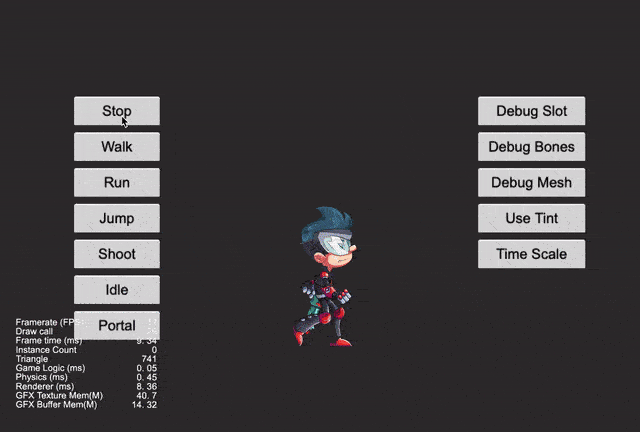 Stop
Walk
Run
Jump
Shoot
Idle
Portal
Debug Slot
Debug Bones
Debug Mesh
Use Tint
Time Scale
Framerate (FPS
Draw call
Frame time (ms) 9. 34
Instance Count 0
Triangle 741
Game Logic (ms) 0. 05
Physics (ms) 0. 45
Renderer (ms) 8. 36
GFX Texture Mem(M) 40. 7
GFX Buffer Mem(M) 14. 32